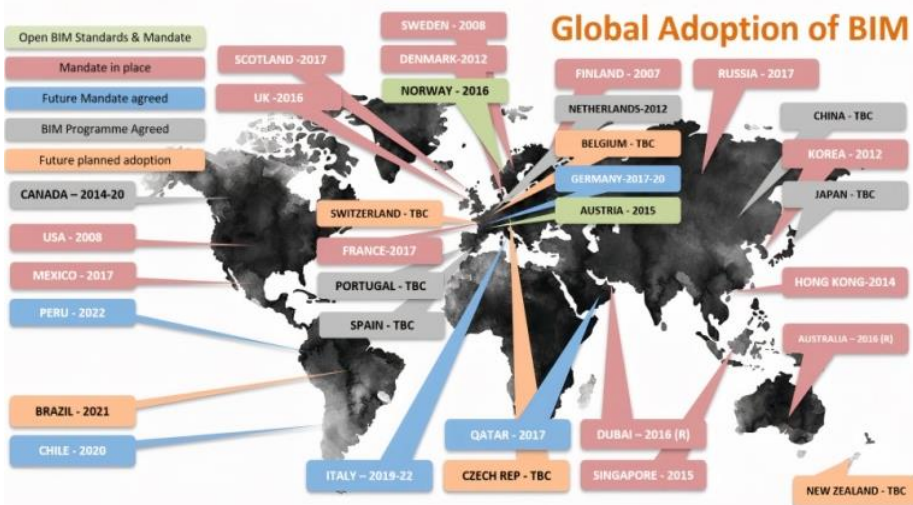 Global Adoption of BIM
Open BIM Standards & Mandate
Mandate in place
Future Mandate agreed
BIM Programme Agreed
Future planned adoption
CANADA – 2014-20
USA - 2008
MEXICO - 2017
PERU - 2022
BRAZIL - 2021
CHILE - 2020
SCOTLAND -2017
UK -2016
SWEDEN - 2008
DENMARK-2012
NORWAY - 2016
FINLAND - 2007
NETHERLANDS-2012
BELGIUM - TBC
GERMANY-2017-20
AUSTRIA - 2015
SWITZERLAND - TBC
FRANCE-2017
PORTUGAL - TBC
SPAIN - TBC
ITALY – 2019-22
QATAR - 2017
CZECH REP - TBC
DUBAI – 2016 (R)
SINGAPORE - 2015
RUSSIA - 2017
CHINA - TBC
KOREA - 2012
JAPAN - TBC
HONG KONG-2014
AUSTRALIA – 2016 (R)
NEW ZEALAND - TBC